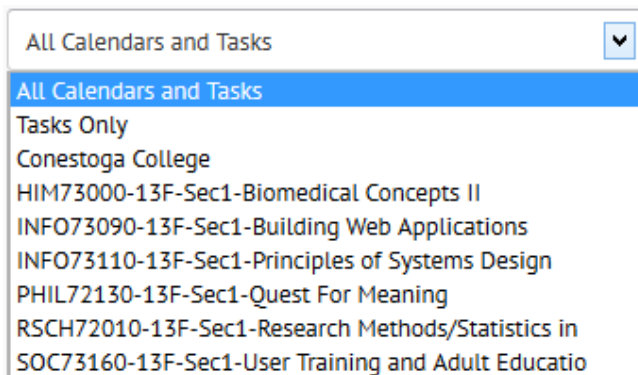 All Calendars and Tasks
All Calendars and Tasks
Tasks Only
Conestoga College
HIM73000-13F-Sec1-Biomedical Concepts II
INFO73090-13F-Sec1-Building Web Applications
INFO73110-13F-Sec1-Principles of Systems Design
PHIL72130-13F-Sec1-Quest For Meaning
RSCH72010-13F-Sec1-Research Methods/Statistics in
SOC73160-13F-Sec1-User Training and Adult Educatio